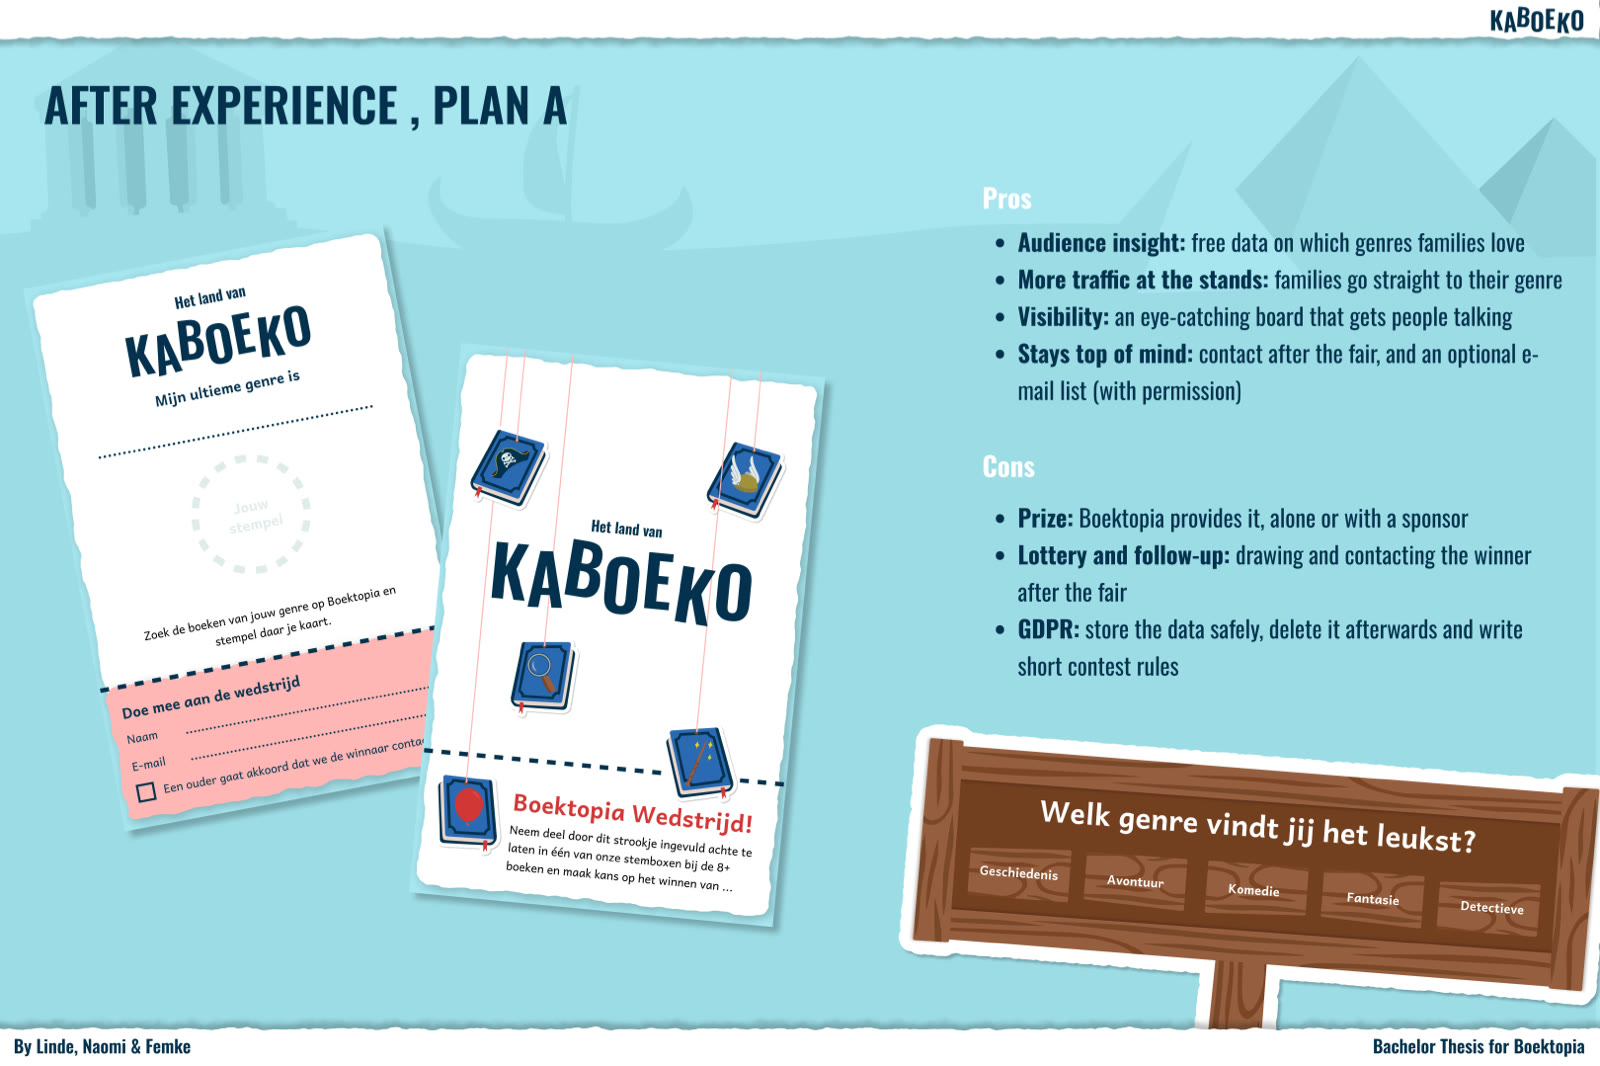 KABOEKO
AFTER EXPERIENCE , PLAN A
Het land van
KABOEKO
Mijn ultieme genre is
Jouw
stempel
Zoek de boeken van jouw genre op Boektopia en
stempel daar je kaart.
Doe mee aan de wedstrijd
Naam
E-mail
Een ouder gaat akkoord dat we de winnaar
Het land van
KABOEKO
Boektopia Wedstrijd!
Neem deel door dit strookje ingevuld achte te
laten in één van onze stemboxen bij de 8+
boeken en maak kans op het winnen van ...
Pros
• Audience insight: free data on which genres families love
• More traffic at the stands: families go straight to their genre
• Visibility: an eye-catching board that gets people talking
• Stays top of mind: contact after the fair, and an optional e-
mail list (with permission)
Cons
• Prize: Boektopia provides it, alone or with a sponsor
• Lottery and follow-up: drawing and contacting the winner
after the fair
• GDPR: store the data safely, delete it afterwards and write
short contest rules
Welk genre vindt jij het leukst?
Geschiedenis
Avontuur
Komedie
Fantasie
Detectieve
By Linde, Naomi & Femke
Bachelor Thesis for Boektopia